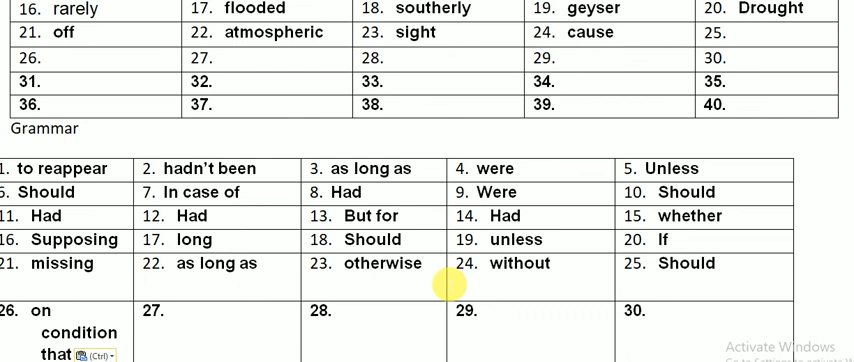 16. rarely 17. flooded 18. southerly 19. geyser 20. Drought
21. off 22. atmospheric 23. sight 24. cause 25.
26. 27. 28. 29. 30.
31. 32. 33. 34. 35.
36. 37. 38. 39. 40.
Grammar
1. to reappear 2. hadn't been 3. as long as 4. were 5. Unless
6. Should 7. In case of 8. Had 9. Were 10. Should
11. Had 12. Had 13. But for 14. Had 15. whether
16. Supposing 17. long 18. Should 19. unless 20. If
21. missing 22. as long as 23. otherwise 24. without 25. Should
26. on 27. 28. 29. 30.
condition
that (Ctrl)
Activate Windows